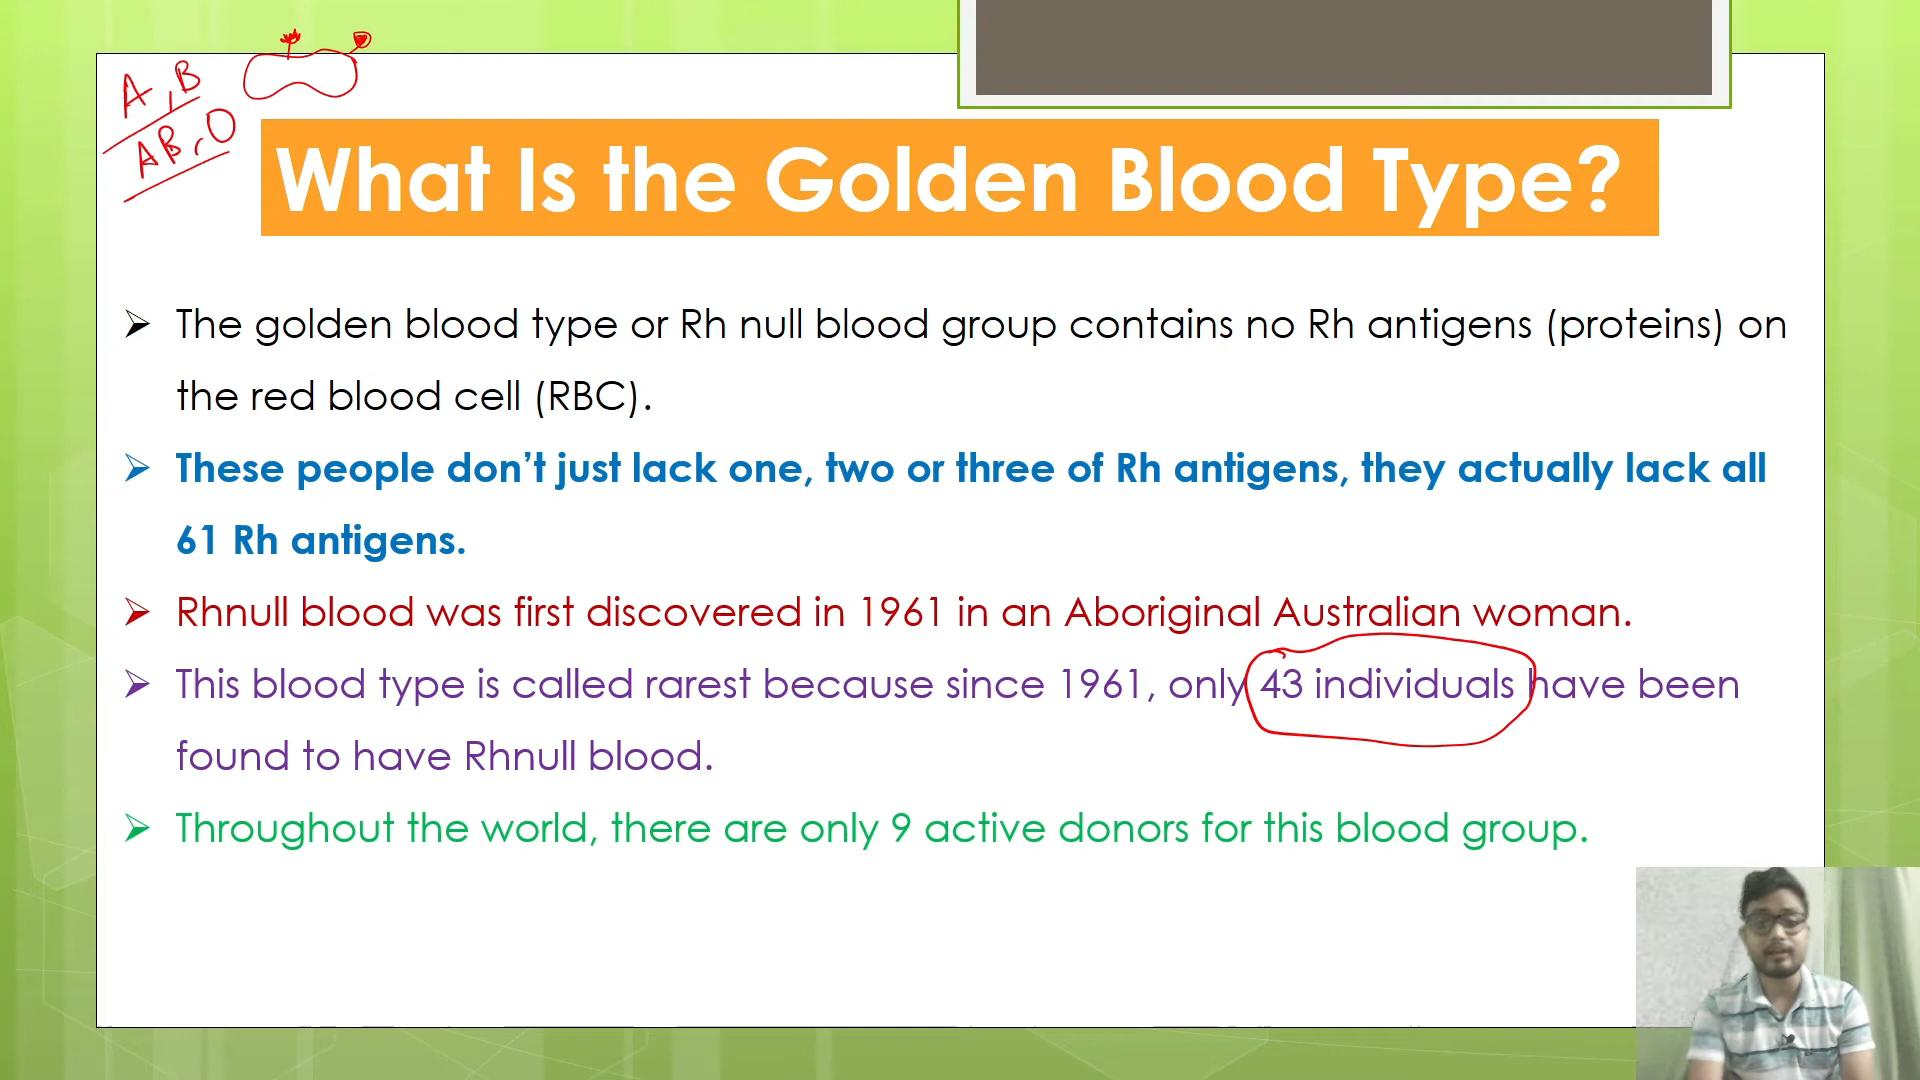 A, B
AB, O
What Is the Golden Blood Type?
The golden blood type or Rh null blood group contains no Rh antigens (proteins) on
the red blood cell (RBC).
These people don’t just lack one, two or three of Rh antigens, they actually lack all
61 Rh antigens.
Rhnull blood was first discovered in 1961 in an Aboriginal Australian woman.
This blood type is called rarest because since 1961, only 43 individuals have been
found to have Rhnull blood.
Throughout the world, there are only 9 active donors for this blood group.